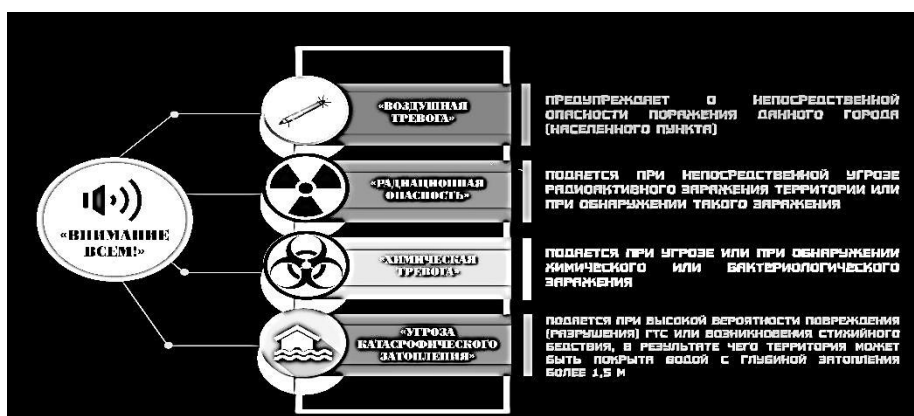 «ВНИМАНИЕ
ВСЕМ!»
«ВОЗДУШНАЯ
ТРЕВОГА»
ПРЕДУПРЕЖДАЕТ О НЕПОСРЕДСТВЕННОЙ
ОПАСНОСТИ ПОРАЖЕНИЯ ДАННОГО ГОРОДА
(НАСЕЛЕННОГО ПУНКТА)
«РАДИАЦИОННАЯ
ОПАСНОСТЬ»
ПОДАЕТСЯ ПРИ НЕПОСРЕДСТВЕННОЙ УГРОЗЕ
РАДИОАКТИВНОГО ЗАРАЖЕНИЯ ТЕРРИТОРИИ ИЛИ
ПРИ ОБНАРУЖЕНИИ ТАКОГО ЗАРАЖЕНИЯ
«ХИМИЧЕСКАЯ
ТРЕВОГА»
ПОДАЕТСЯ ПРИ УГРОЗЕ ИЛИ ПРИ ОБНАРУЖЕНИИ
ХИМИЧЕСКОГО ИЛИ БАКТЕРИОЛОГИЧЕСКОГО
ЗАРАЖЕНИЯ
«УГРОЗА
КАТАСТРОФИЧЕСКОГО
ЗАТОПЛЕНИЯ»
ПОДАЕТСЯ ПРИ ВЫСОКОЙ ВЕРОЯТНОСТИ ПОВРЕЖДЕНИЯ
(РАЗРУШЕНИЯ) ГТС ИЛИ ВОЗНИКНОВЕНИЯ СТИХИЙНОГО
БЕДСТВИЯ, В РЕЗУЛЬТАТЕ ЧЕГО ТЕРРИТОРИЯ МОЖЕТ
БЫТЬ ПОКРЫТА ВОДОЙ С ГЛУБИНОЙ ЗАТОПЛЕНИЯ
БОЛЕЕ 1,5 М